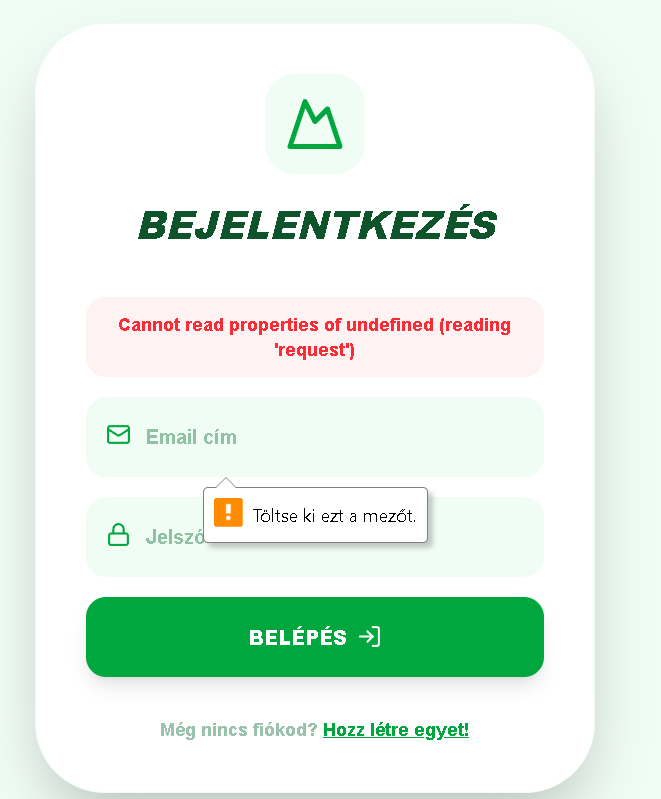 BEJELENTKEZÉS
Cannot read properties of undefined (reading
'request')
Email cím
Töltse ki ezt a mezőt.
Jelszó
BELÉPÉS
Még nincs fiókod? Hozz létre egyet!